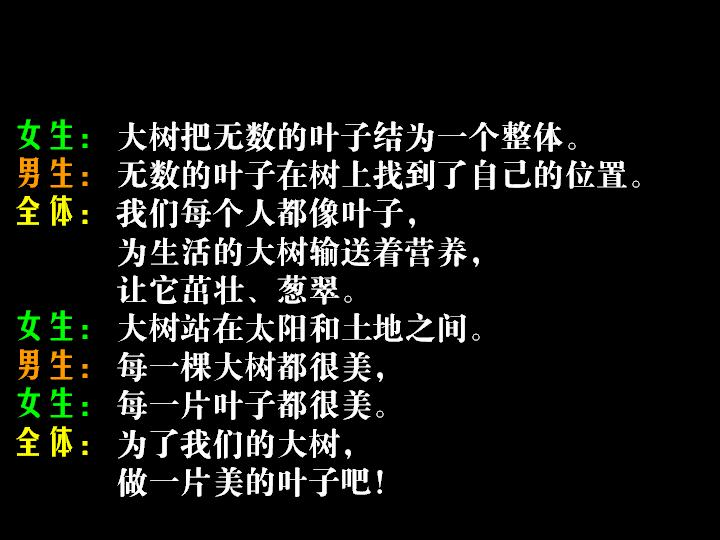 女生：大树把无数的叶子结为一个整体。
男生：无数的叶子在树上找到了自己的位置。
全体：我们每个人都像叶子，
为生活的大树输送着营养，
让它茁壮、葱翠。
女生：大树站在太阳和土地之间。
男生：每一棵大树都很美，
女生：每一片叶子都很美。
全体：为了我们的大树，
做一片美的叶子吧！